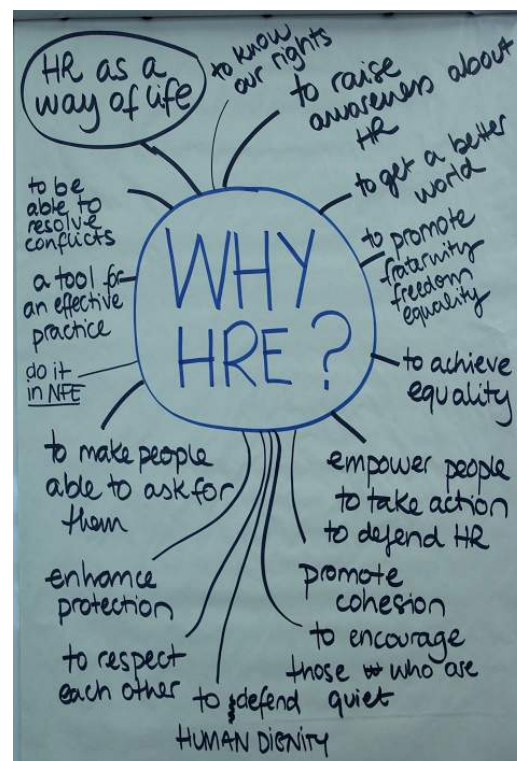 HR as a
way of life
to know
our rights
to raise
awareness about
HR
to get a better
world
to promote
fraturnity
freedom
equality
to achieve
equality
empower people
to take action
to defend HR
promote
cohesion
to encourage
those who are
quiet
to defend
HUMAN DIGNITY
to respect
each other
enhance
protection
to make people
able to ask for
them
do it
in NFE
a tool for
an effective
practice
to be
able to
resolve
conflicts
WHY
HRE?